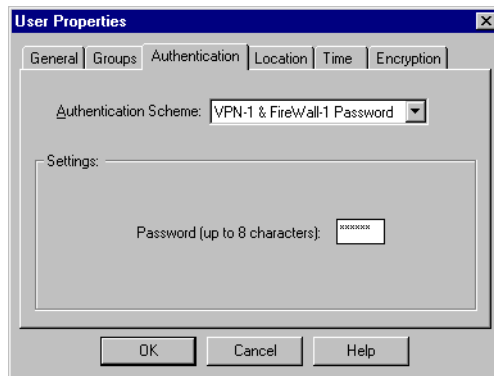 User Properties
General Groups Authentication Location Time Encryption
Authentication Scheme: VPN-1 & FireWall-1 Password
Settings:
Password (up to 8 characters): ******
OK Cancel Help